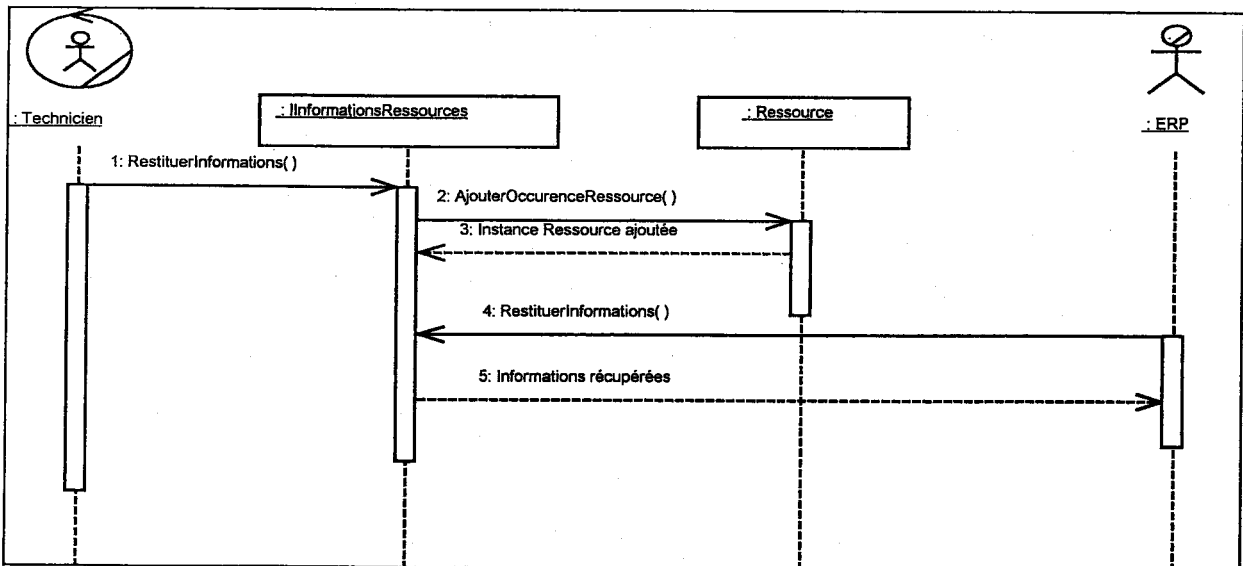 : Technicien
: IInformationsRessources
: Ressource
: ERP
1: RestituerInformations( )
2: AjouterOccurenceRessource( )
3: Instance Ressource ajoutée
4: RestituerInformations( )
5: Informations récupérées